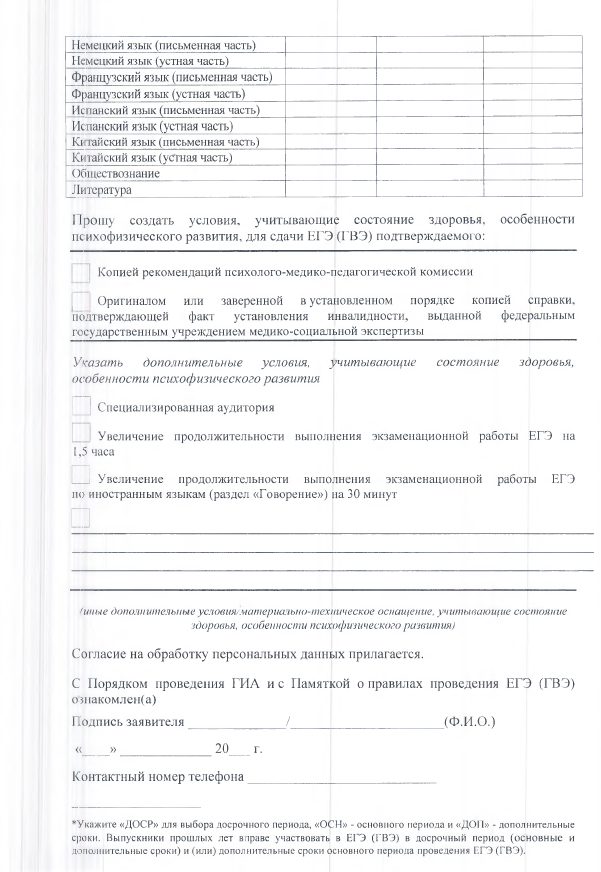 Немецкий язык (письменная часть)
Немецкий язык (устная часть)
Французский язык (письменная часть)
Французский язык (устная часть)
Испанский язык (письменная часть)
Испанский язык (устная часть)
Китайский язык (письменная часть)
Китайский язык (устная часть)
Обществознание
Литература
Прошу создать условия, учитывающие состояние здоровья, особенности
психофизического развития, для сдачи ЕГЭ (ГВЭ) подтверждаемого:
Копией рекомендаций психолого-медико-педагогической комиссии
Оригиналом или заверенной в установленном порядке копией справки,
подтверждающей факт установления инвалидности, выданной федеральным
государственным учреждением медико-социальной экспертизы
Указать дополнительные условия, учитывающие состояние здоровья,
особенности психофизического развития
Специализированная аудитория
Увеличение продолжительности выполнения экзаменационной работы ЕГЭ на
1,5 часа
Увеличение продолжительности выполнения экзаменационной работы ЕГЭ
по иностранным языкам (раздел «Говорение») на 30 минут
(иные дополнительные условия/материально-техническое оснащение, учитывающие состояние
здоровья, особенности психофизического развития)
Согласие на обработку персональных данных прилагается.
С Порядком проведения ГИА и с Памяткой о правилах проведения ЕГЭ (ГВЭ)
ознакомлен(а)
Подпись заявителя ______________/______________________(Ф.И.О.)
«____» _____________ 20___ г.
Контактный номер телефона ___________________________
*Укажите «ДОСР» для выбора досрочного периода, «ОСН» - основного периода и «ДОП» - дополнительные
сроки. Выпускники прошлых лет вправе участвовать в ЕГЭ (ГВЭ) в досрочный период (основные и
дополнительные сроки) и (или) дополнительные сроки основного периода проведения ЕГЭ (ГВЭ).